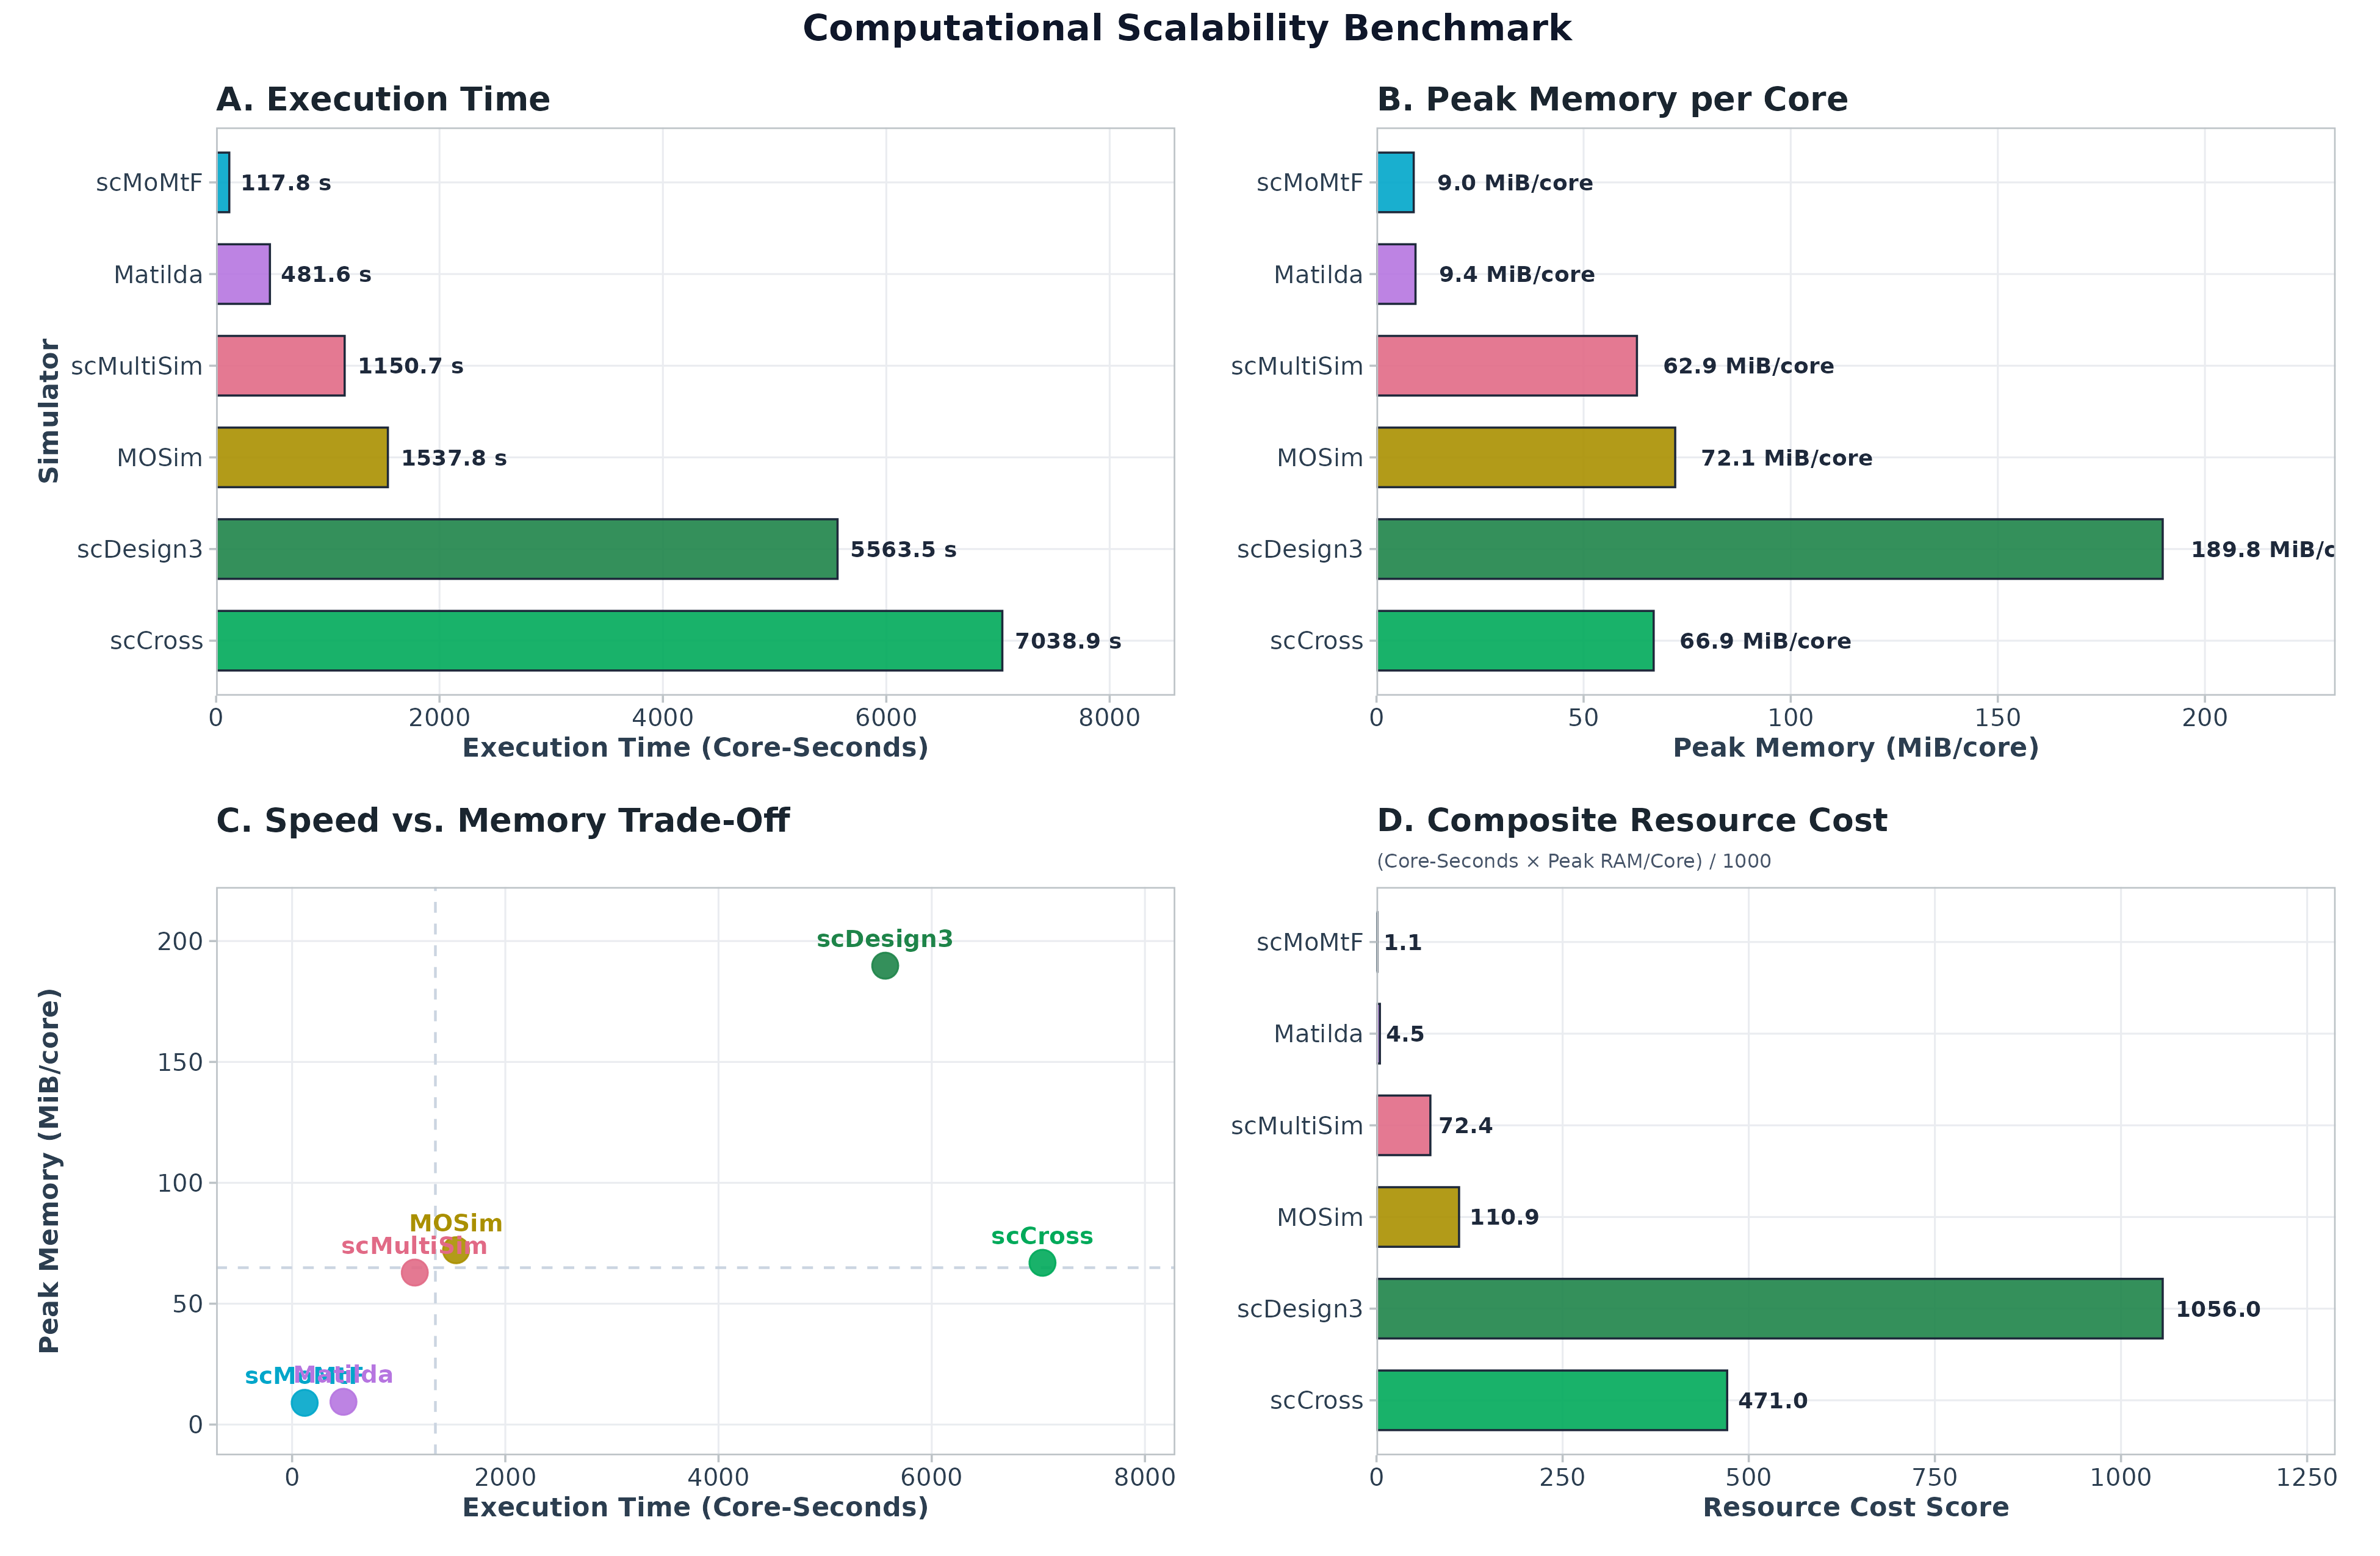 Computational Scalability Benchmark
A. Execution Time
Simulator
scMoMtF
117.8 s
Matilda
481.6 s
scMultiSim
1150.7 s
MOSim
1537.8 s
scDesign3
5563.5 s
scCross
7038.9 s
0 2000 4000 6000 8000
Execution Time (Core-Seconds)
B. Peak Memory per Core
scMoMtF
9.0 MiB/core
Matilda
9.4 MiB/core
scMultiSim
62.9 MiB/core
MOSim
72.1 MiB/core
scDesign3
189.8 MiB/c
scCross
66.9 MiB/core
0 50 100 150 200
Peak Memory (MiB/core)
C. Speed vs. Memory Trade-Off
Peak Memory (MiB/core)
200
150
100
50
0
scDesign3
MOSim
scMultiSim
scCross
scMoMtF
Matilda
0 2000 4000 6000 8000
Execution Time (Core-Seconds)
D. Composite Resource Cost
(Core-Seconds × Peak RAM/Core) / 1000
scMoMtF
1.1
Matilda
4.5
scMultiSim
72.4
MOSim
110.9
scDesign3
1056.0
scCross
471.0
0 250 500 750 1000 1250
Resource Cost Score